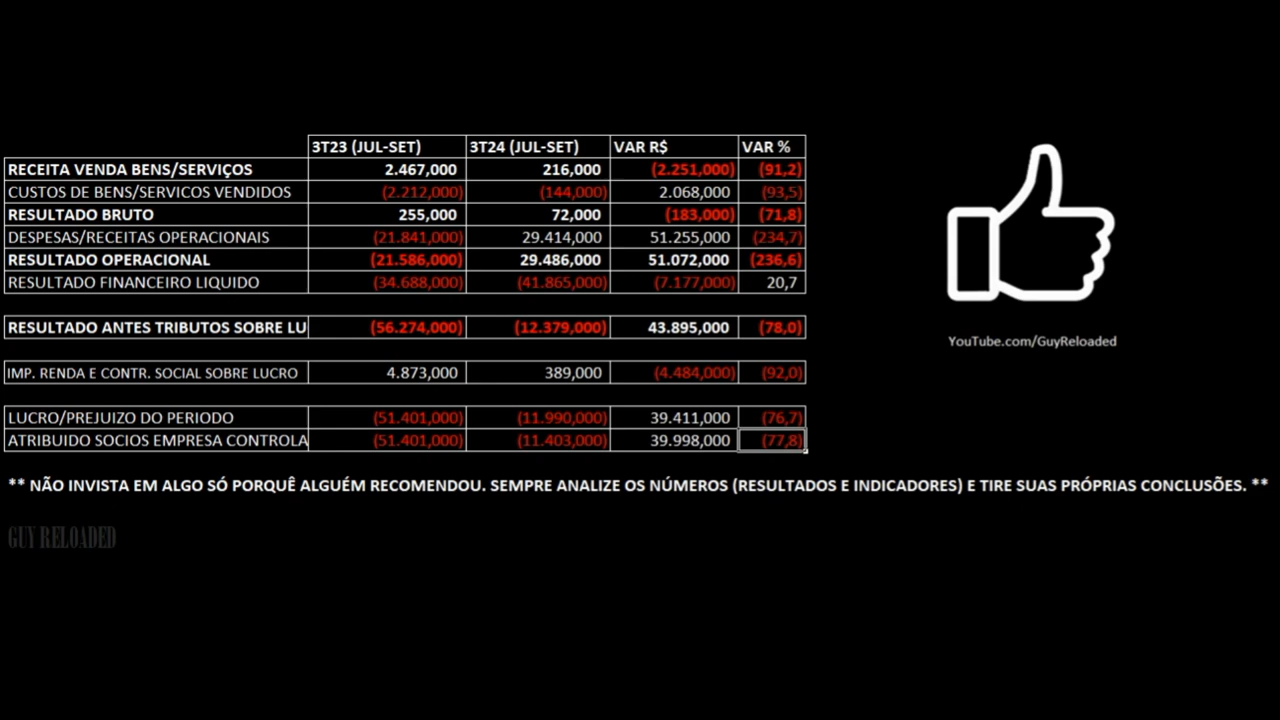 3T23 (JUL-SET) 3T24 (JUL-SET) VAR R$ VAR %
RECEITA VENDA BENS/SERVIÇOS 2.467,000 216,000 (2.251,000) (91,2)
CUSTOS DE BENS/SERVICOS VENDIDOS (2.212,000) (144,000) 2.068,000 (93,5)
RESULTADO BRUTO 255,000 72,000 (183,000) (71,8)
DESPESAS/RECEITAS OPERACIONAIS (21.841,000) 29.414,000 51.255,000 (234,7)
RESULTADO OPERACIONAL (21.586,000) 29.486,000 51.072,000 (236,6)
RESULTADO FINANCEIRO LIQUIDO (34.688,000) (41.865,000) (7.177,000) 20,7
RESULTADO ANTES TRIBUTOS SOBRE LU (56.274,000) (12.379,000) 43.895,000 (78,0)
IMP. RENDA E CONTR. SOCIAL SOBRE LUCRO 4.873,000 389,000 (4.484,000) (92,0)
LUCRO/PREJUIZO DO PERIODO (51.401,000) (11.990,000) 39.411,000 (76,7)
ATRIBUIDO SOCIOS EMPRESA CONTROLA (51.401,000) (11.403,000) 39.998,000 (77,8)
YouTube.com/GuyReloaded
** NÃO INVISTA EM ALGO SÓ PORQUÊ ALGUÉM RECOMENDOU. SEMPRE ANALIZE OS NÚMEROS (RESULTADOS E INDICADORES) E TIRE SUAS PRÓPRIAS CONCLUSÕES. **
GUY RELOADED